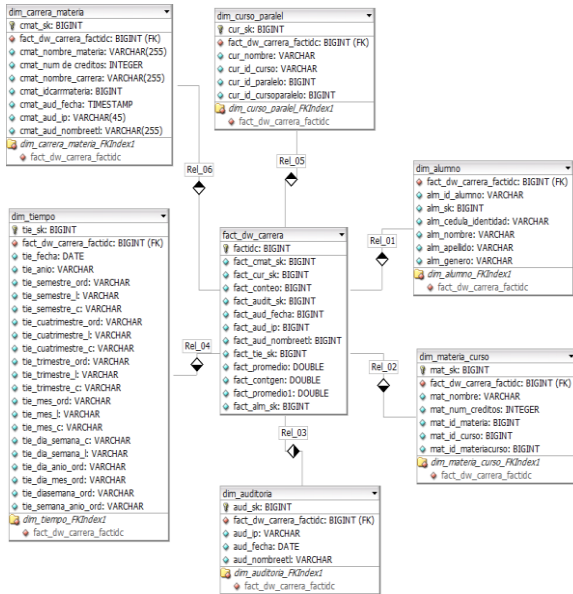 dim_carrera_materia
cmat_sk: BIGINT
fact_dw_carrera_factidc: BIGINT (FK)
cmat_nombre_materia: VARCHAR(255)
cmat_num de creditos: INTEGER
cmat_nombre_carrera: VARCHAR(255)
cmat_idcarrmateria: BIGINT
cmat_aud_fecha: TIMESTAMP
cmat_aud_ip: VARCHAR(45)
cmat_aud_nombreetl: VARCHAR(255)
dim_carrera_materia_FKIndex1
fact_dw_carrera_factidc
dim_curso_paralel
cur_sk: BIGINT
fact_dw_carrera_factidc: BIGINT (FK)
cur_nombre: VARCHAR
cur_id_curso: VARCHAR
cur_id_paralelo: BIGINT
cur_id_cursoparalelo: BIGINT
dim_curso_paralel_FKIndex1
fact_dw_carrera_factidc
Rel_06
Rel_05
dim_alumno
fact_dw_carrera_factidc: BIGINT (FK)
alm_id_alumno: VARCHAR
alm_sk: BIGINT
alm_cedula_identidad: VARCHAR
alm_nombre: VARCHAR
alm_apellido: VARCHAR
alm_genero: VARCHAR
dim_alumno_FKIndex1
fact_dw_carrera_factidc
Rel_01
dim_tiempo
tie_sk: BIGINT
fact_dw_carrera_factidc: BIGINT (FK)
tie_fecha: DATE
tie_anio: VARCHAR
tie_semestre_ord: VARCHAR
tie_semestre_l: VARCHAR
tie_semestre_c: VARCHAR
tie_cuatrimestre_ord: VARCHAR
tie_cuatrimestre_l: VARCHAR
tie_cuatrimestre_c: VARCHAR
tie_trimestre_ord: VARCHAR
tie_trimestre_l: VARCHAR
tie_trimestre_c: VARCHAR
tie_mes_ord: VARCHAR
tie_mes_l: VARCHAR
tie_mes_c: VARCHAR
tie_dia_semana_c: VARCHAR
tie_dia_semana_l: VARCHAR
tie_dia_anio_ord: VARCHAR
tie_dia_mes_ord: VARCHAR
tie_diasemana_ord: VARCHAR
tie_semana_anio_ord: VARCHAR
dim_tiempo_FKIndex1
fact_dw_carrera_factidc
Rel_04
fact_dw_carrera
factidc: BIGINT
fact_cmat_sk: BIGINT
fact_cur_sk: BIGINT
fact_conteo: BIGINT
fact_audit_sk: BIGINT
fact_aud_fecha: BIGINT
fact_aud_ip: BIGINT
fact_aud_nombreetl: BIGINT
fact_tie_sk: BIGINT
fact_promedio: DOUBLE
fact_contgen: DOUBLE
fact_promedio1: DOUBLE
fact_alm_sk: BIGINT
Rel_02
dim_materia_curso
mat_sk: BIGINT
fact_dw_carrera_factidc: BIGINT (FK)
mat_nombre: VARCHAR
mat_num_creditos: INTEGER
mat_id_materia: BIGINT
mat_id_curso: BIGINT
mat_id_materiacurso: BIGINT
dim_materia_curso_FKIndex1
fact_dw_carrera_factidc
Rel_03
dim_auditoria
aud_sk: BIGINT
fact_dw_carrera_factidc: BIGINT (FK)
aud_ip: VARCHAR
aud_fecha: DATE
aud_nombreetl: VARCHAR
dim_auditoria_FKIndex1
fact_dw_carrera_factidc